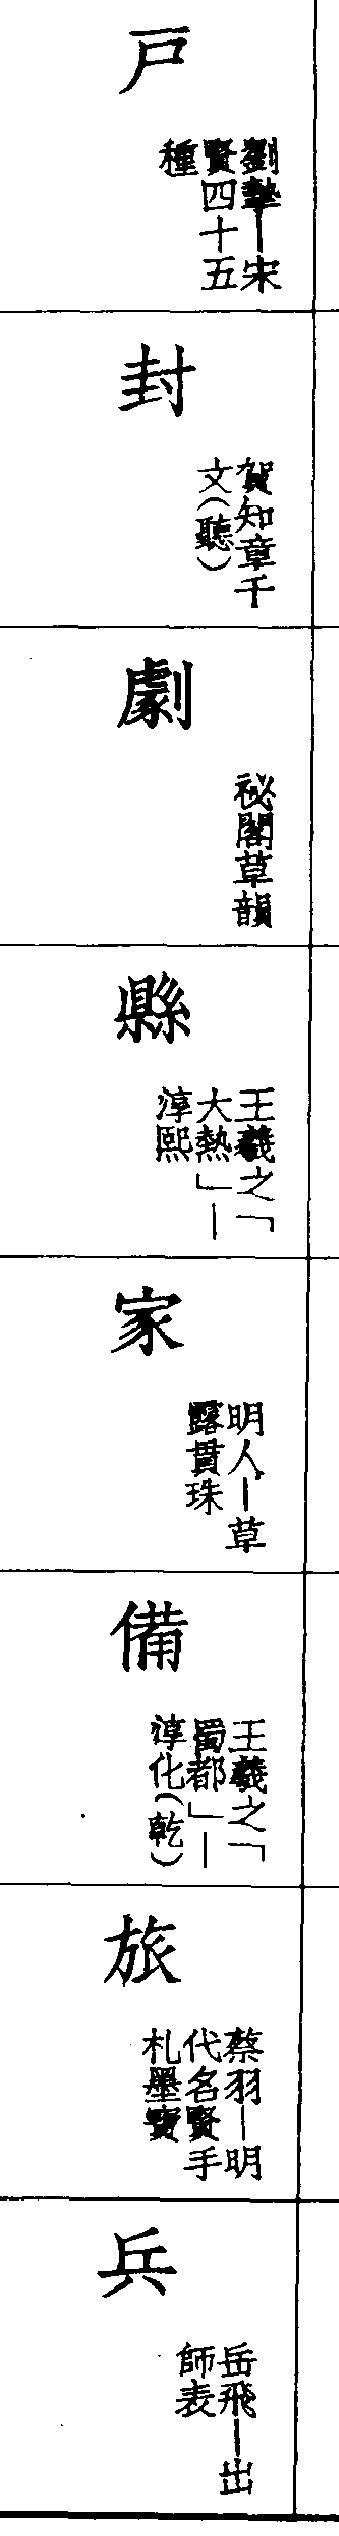 戸
劉摯—宋
賢四十五
種
封
賀知章千
文（聽）
劇
祕閣草韻
縣
王羲之「
大熱」—
淳熙
家
明人—草
露貫珠
備
王羲之「
蜀都」—
淳化（乾）
旅
蔡羽—明
代名賢手
札墨寶
兵
岳飛—出
師表